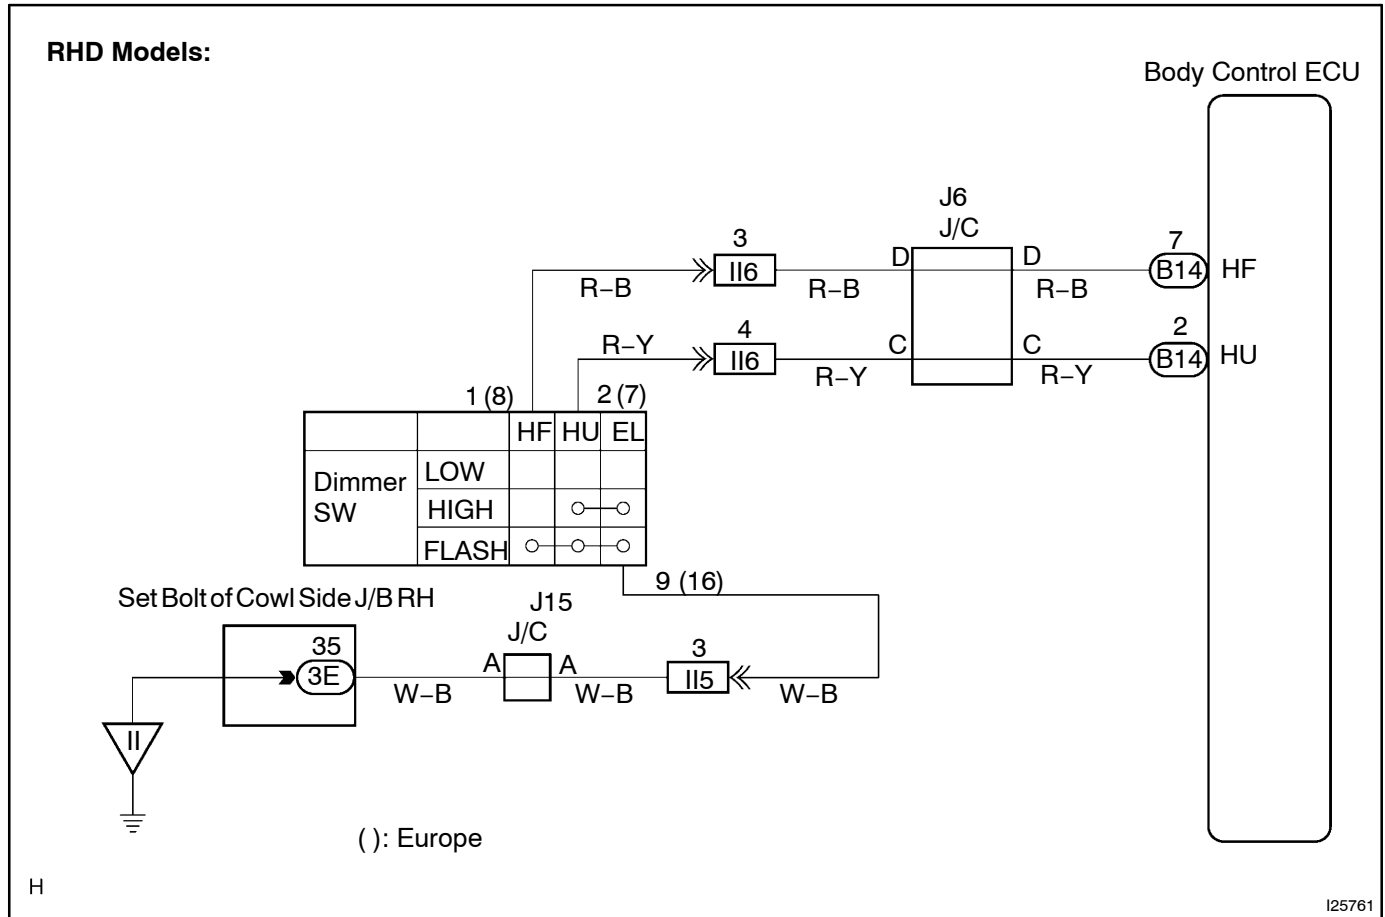 RHD Models:
Body Control ECU
J6
J/C
3
II6
R–B
R–B
D
D
R–B
7
B14
HF
4
II6
R–Y
R–Y
C
C
R–Y
2
B14
HU
1 (8)
2 (7)
HF HU EL
Dimmer
SW
LOW
HIGH
FLASH
9 (16)
Set Bolt of Cowl Side J/B RH
35
3E
J15
J/C
A
A
3
II5
W–B
W–B
W–B
II
( ): Europe
H
I25761